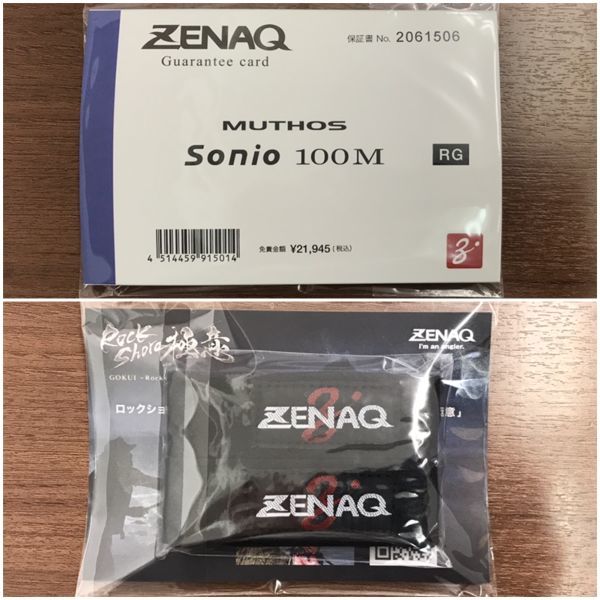 ZENAQ
Guarantee card
保証書 No. 2061506
MUTHOS
Sonio 100M
RG
4 514459 915014
免責金額 ¥21,945 (税込)
Rock Shore 極意
GOKUI -Rock
ZENAQ
I'm an angler.
ロックショ
意」
ZENAQ
ZENAQ